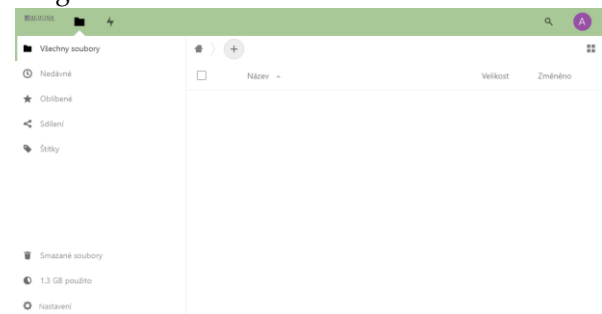 A
Všechny soubory
Název
Velikost
Změněno
Nedávné
Oblíbené
Sdílení
Štítky
Smazané soubory
1.3 GB použito
Nastavení